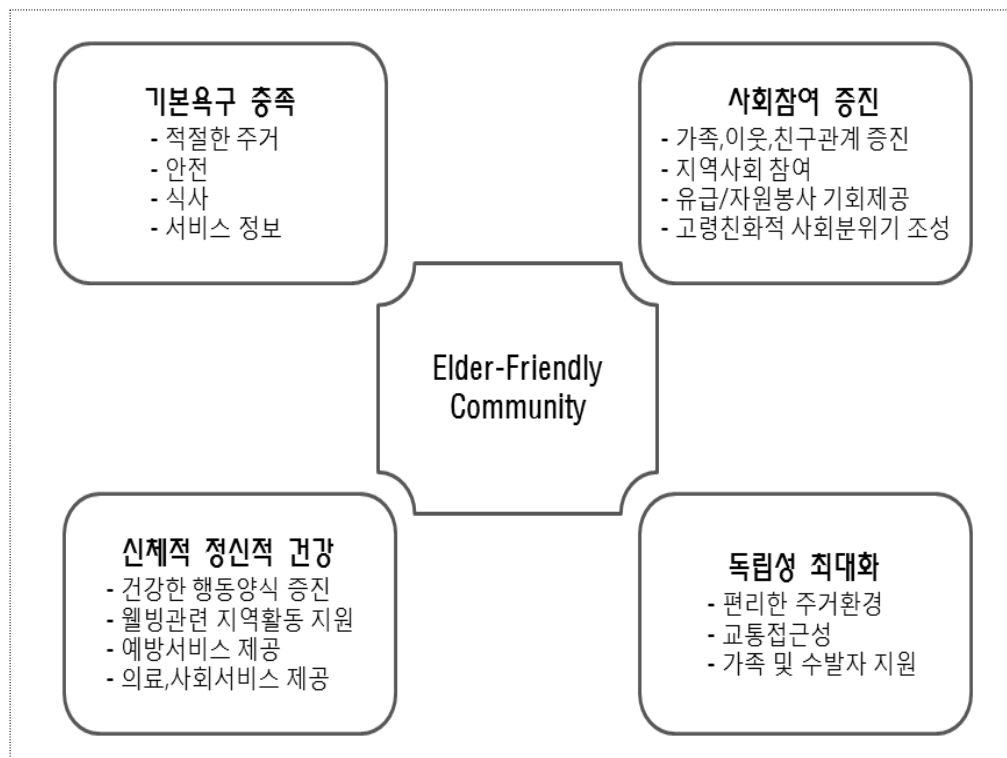 기본욕구 충족
- 적절한 주거
- 안전
- 식사
- 서비스 정보
사회참여 증진
- 가족,이웃,친구관계 증진
- 지역사회 참여
- 유급/자원봉사 기회제공
- 고령친화적 사회분위기 조성
Elder-Friendly
Community
신체적 정신적 건강
- 건강한 행동양식 증진
- 웰빙관련 지역활동 지원
- 예방서비스 제공
- 의료,사회서비스 제공
독립성 최대화
- 편리한 주거환경
- 교통접근성
- 가족 및 수발자 지원